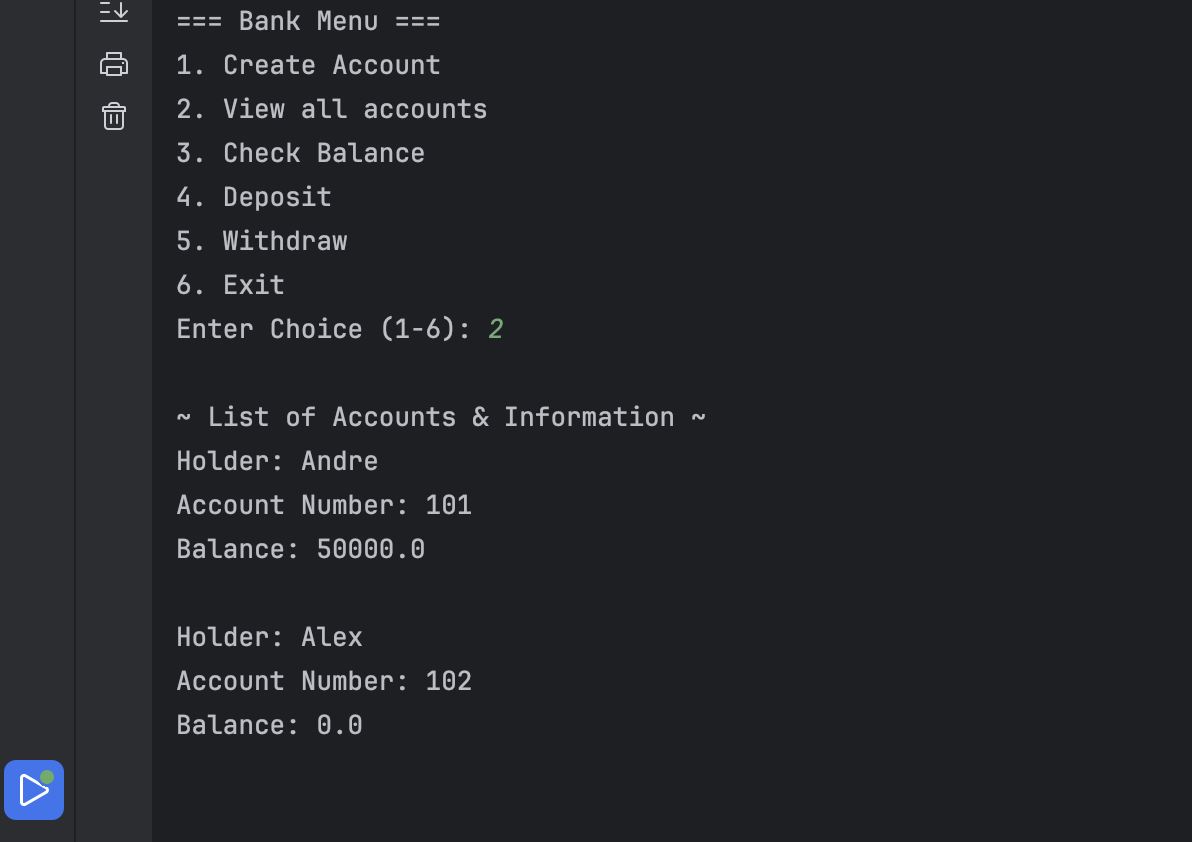 === Bank Menu ===
1. Create Account
2. View all accounts
3. Check Balance
4. Deposit
5. Withdraw
6. Exit
Enter Choice (1-6): 2
~ List of Accounts & Information ~
Holder: Andre
Account Number: 101
Balance: 50000.0
Holder: Alex
Account Number: 102
Balance: 0.0